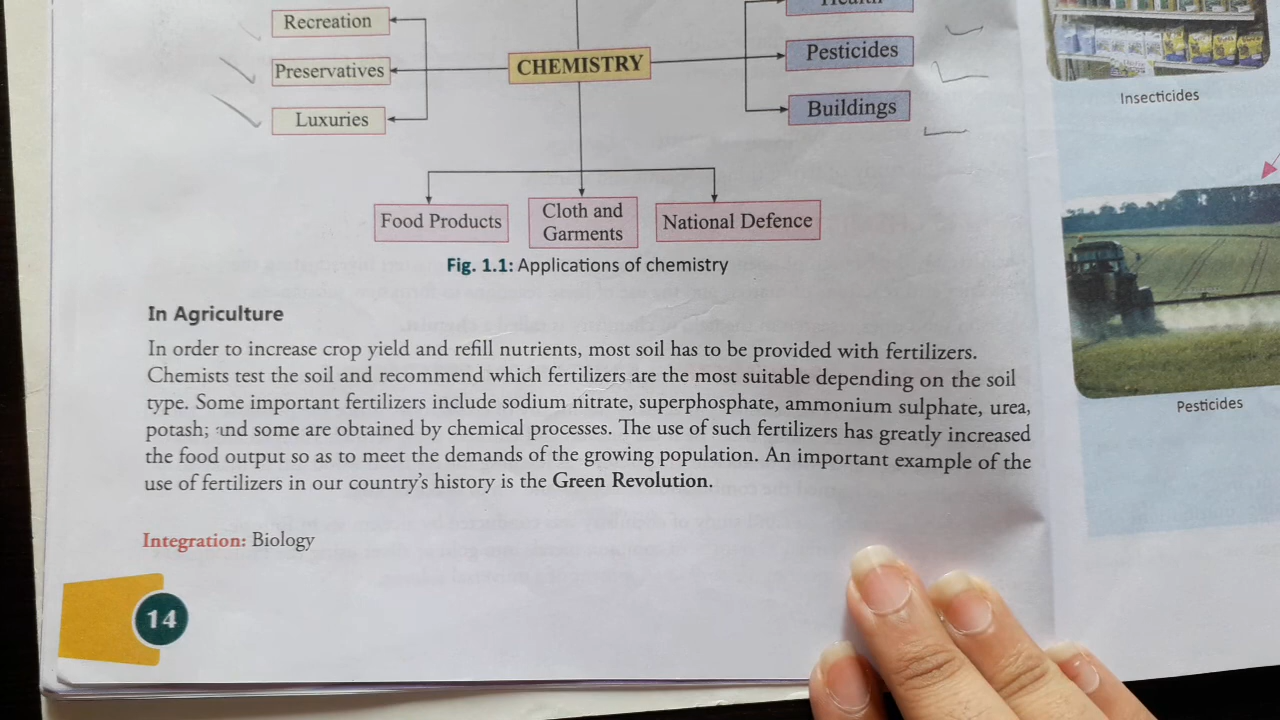 Recreation
Preservatives
Luxuries
CHEMISTRY
Health
Pesticides
Buildings
Food Products
Cloth and
Garments
National Defence
Fig. 1.1: Applications of chemistry
In Agriculture
In order to increase crop yield and refill nutrients, most soil has to be provided with fertilizers.
Chemists test the soil and recommend which fertilizers are the most suitable depending on the soil
type. Some important fertilizers include sodium nitrate, superphosphate, ammonium sulphate, urea,
potash; and some are obtained by chemical processes. The use of such fertilizers has greatly increased
the food output so as to meet the demands of the growing population. An important example of the
use of fertilizers in our country's history is the Green Revolution.
Integration: Biology
14
Insecticides
Pesticides